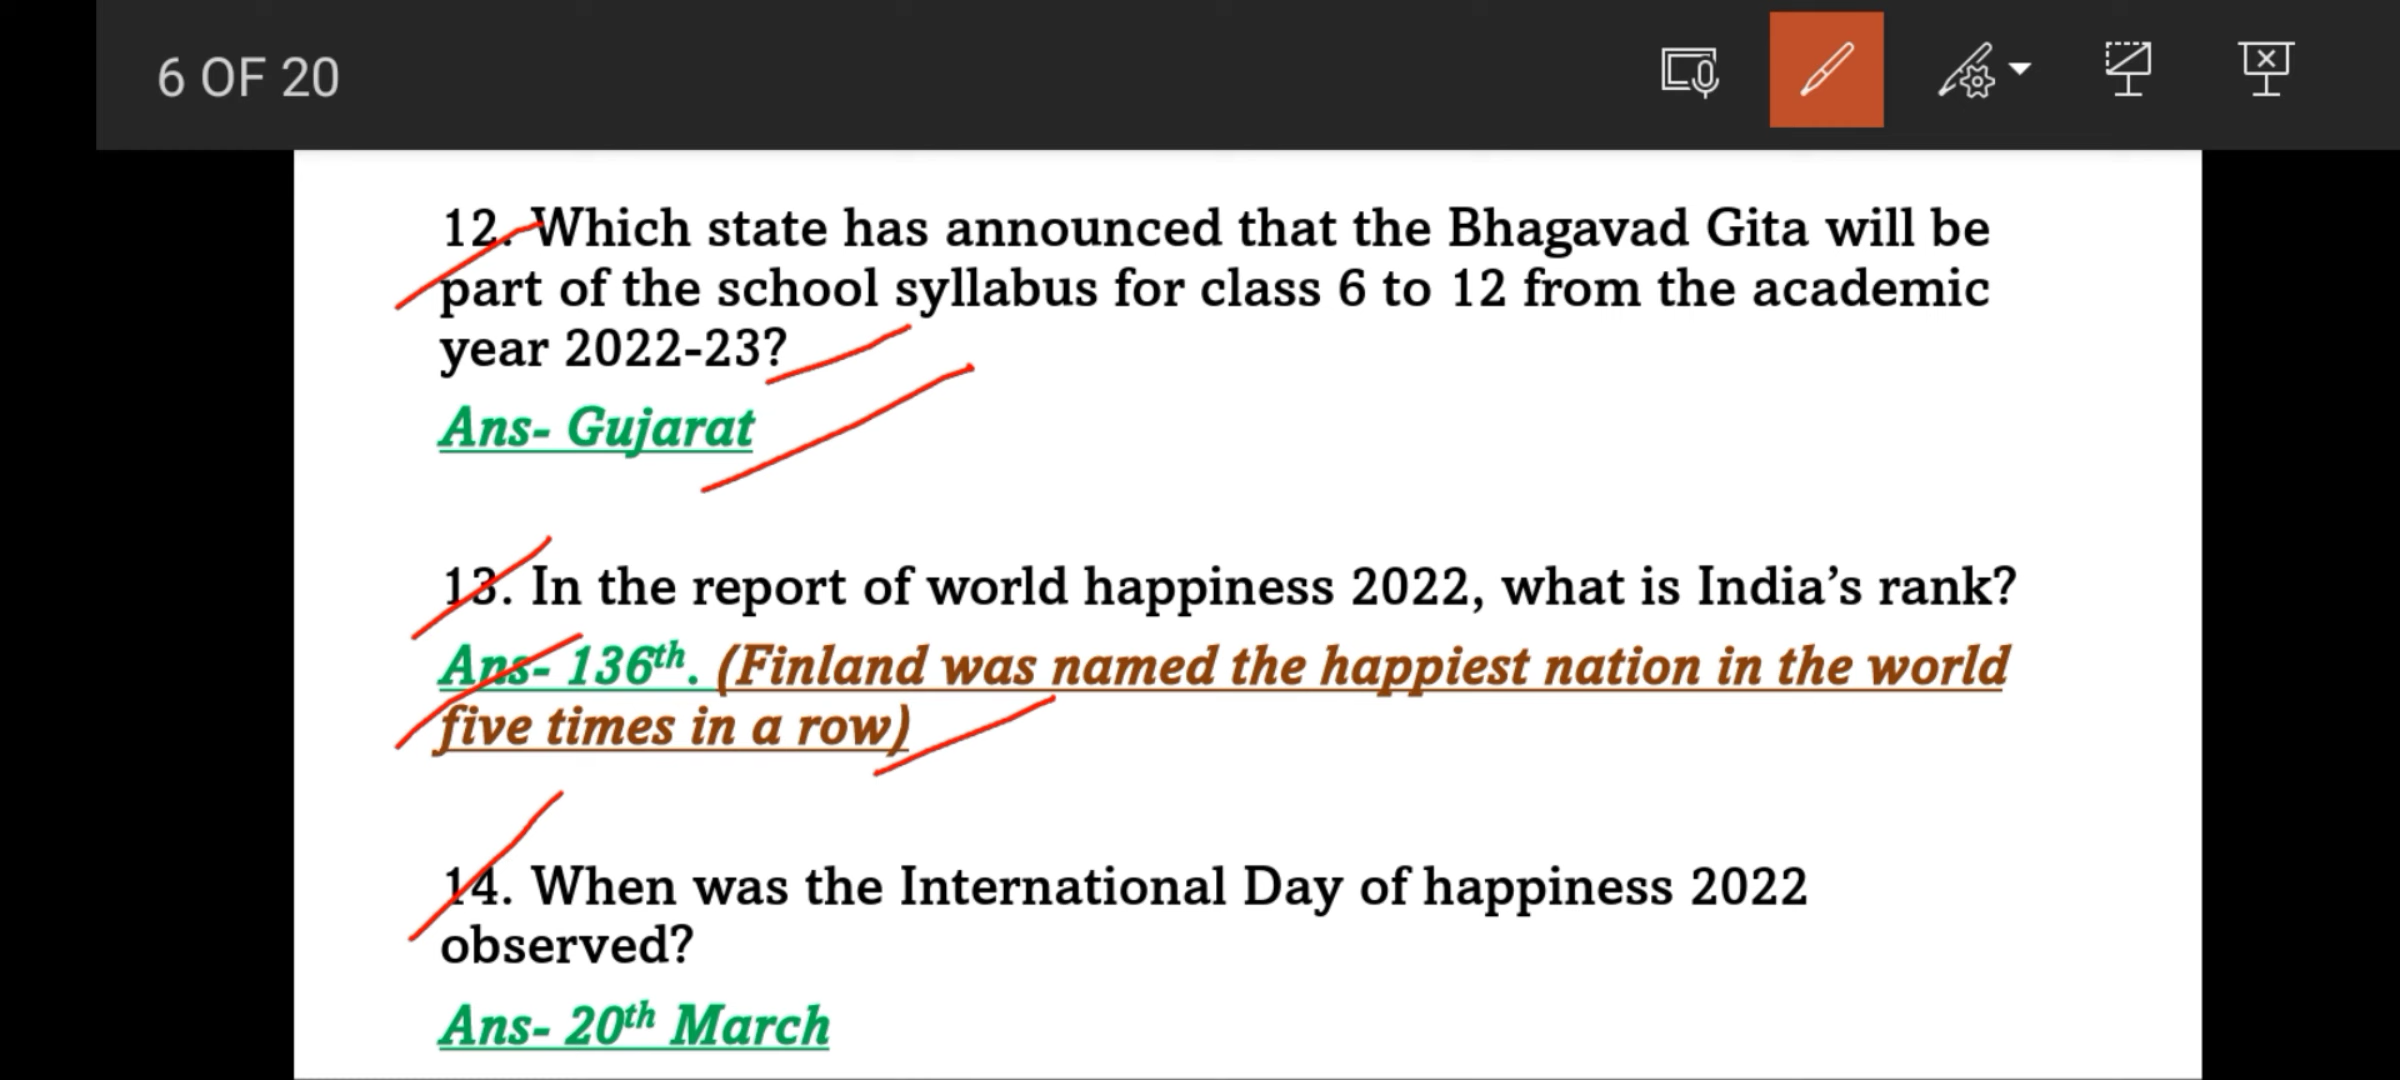 6 OF 20
12. Which state has announced that the Bhagavad Gita will be
part of the school syllabus for class 6 to 12 from the academic
year 2022-23?
Ans- Gujarat
13. In the report of world happiness 2022, what is India’s rank?
Ans- 136th. (Finland was named the happiest nation in the world
five times in a row)
14. When was the International Day of happiness 2022
observed?
Ans- 20th March